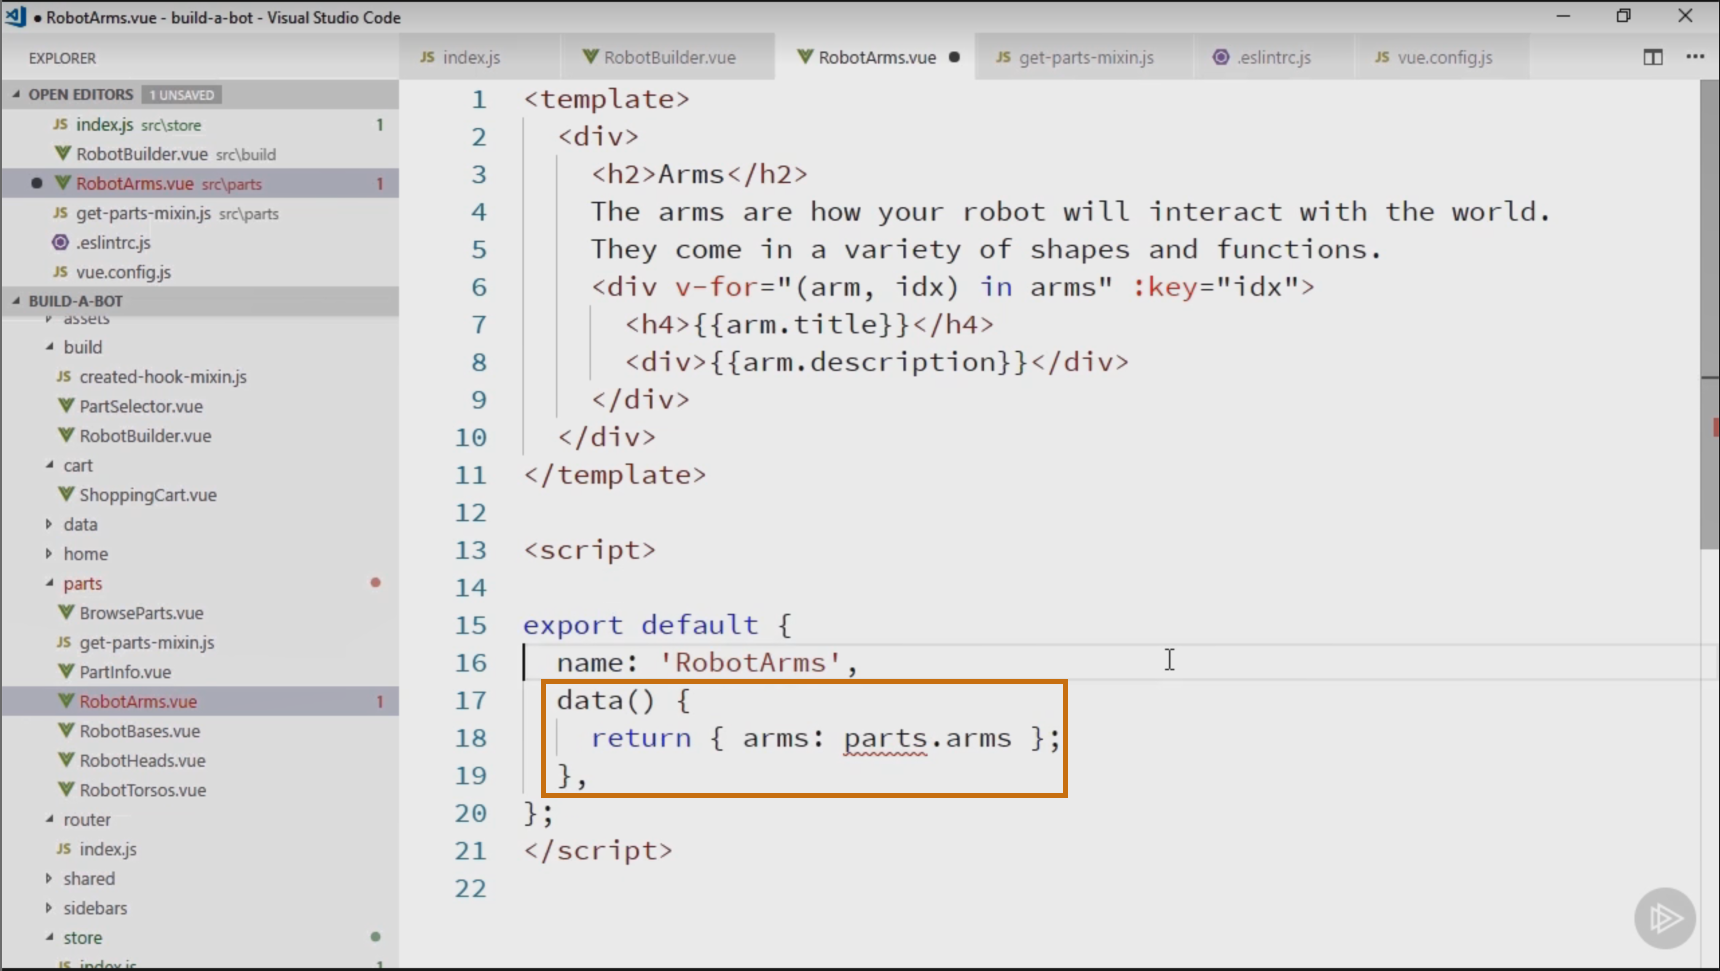 RobotArms.vue - build-a-bot - Visual Studio Code
EXPLORER
JS index.js
RobotBuilder.vue
RobotArms.vue
JS get-parts-mixin.js
.eslintrc.js
JS vue.config.js
OPEN EDITORS 1 UNSAVED
JS index.js src\store 1
RobotBuilder.vue src\build
RobotArms.vue src\parts 1
JS get-parts-mixin.js src\parts
.eslintrc.js
JS vue.config.js
BUILD-A-BOT
assets
build
JS created-hook-mixin.js
PartSelector.vue
RobotBuilder.vue
cart
ShoppingCart.vue
data
home
parts
BrowseParts.vue
JS get-parts-mixin.js
PartInfo.vue
RobotArms.vue 1
RobotBases.vue
RobotHeads.vue
RobotTorsos.vue
router
JS index.js
shared
sidebars
store
JS index.js 1
1 <template>
2 <div>
3 <h2>Arms</h2>
4 The arms are how your robot will interact with the world.
5 They come in a variety of shapes and functions.
6 <div v-for="(arm, idx) in arms" :key="idx">
7 <h4>{{arm.title}}</h4>
8 <div>{{arm.description}}</div>
9 </div>
10 </div>
11 </template>
12
13 <script>
14
15 export default {
16 name: 'RobotArms',
17 data() {
18 return { arms: parts.arms };
19 },
20 };
21 </script>
22